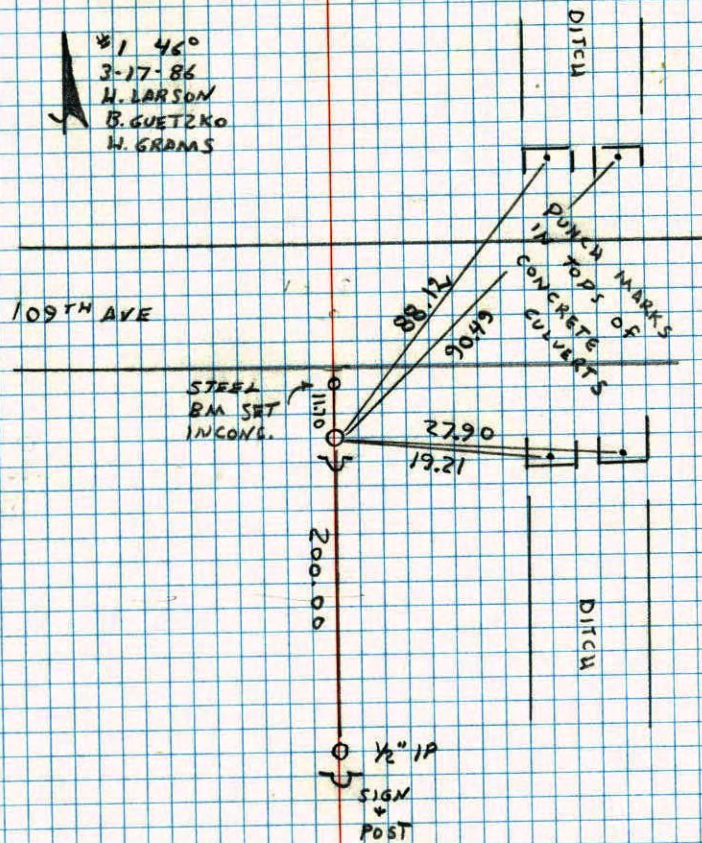 #1 46°
3-17-86
H. LARSON
B. GUETZKO
W. GRAMS
DITCH
PUNCH MARKS
IN TOPS OF
CONCRETE
CULVERTS
88.12
90.49
109TH AVE
STEEL
BM SET
IN CONC.
11.70
27.90
19.21
200.00
DITCH
1/2" IP
SIGN
+
POST